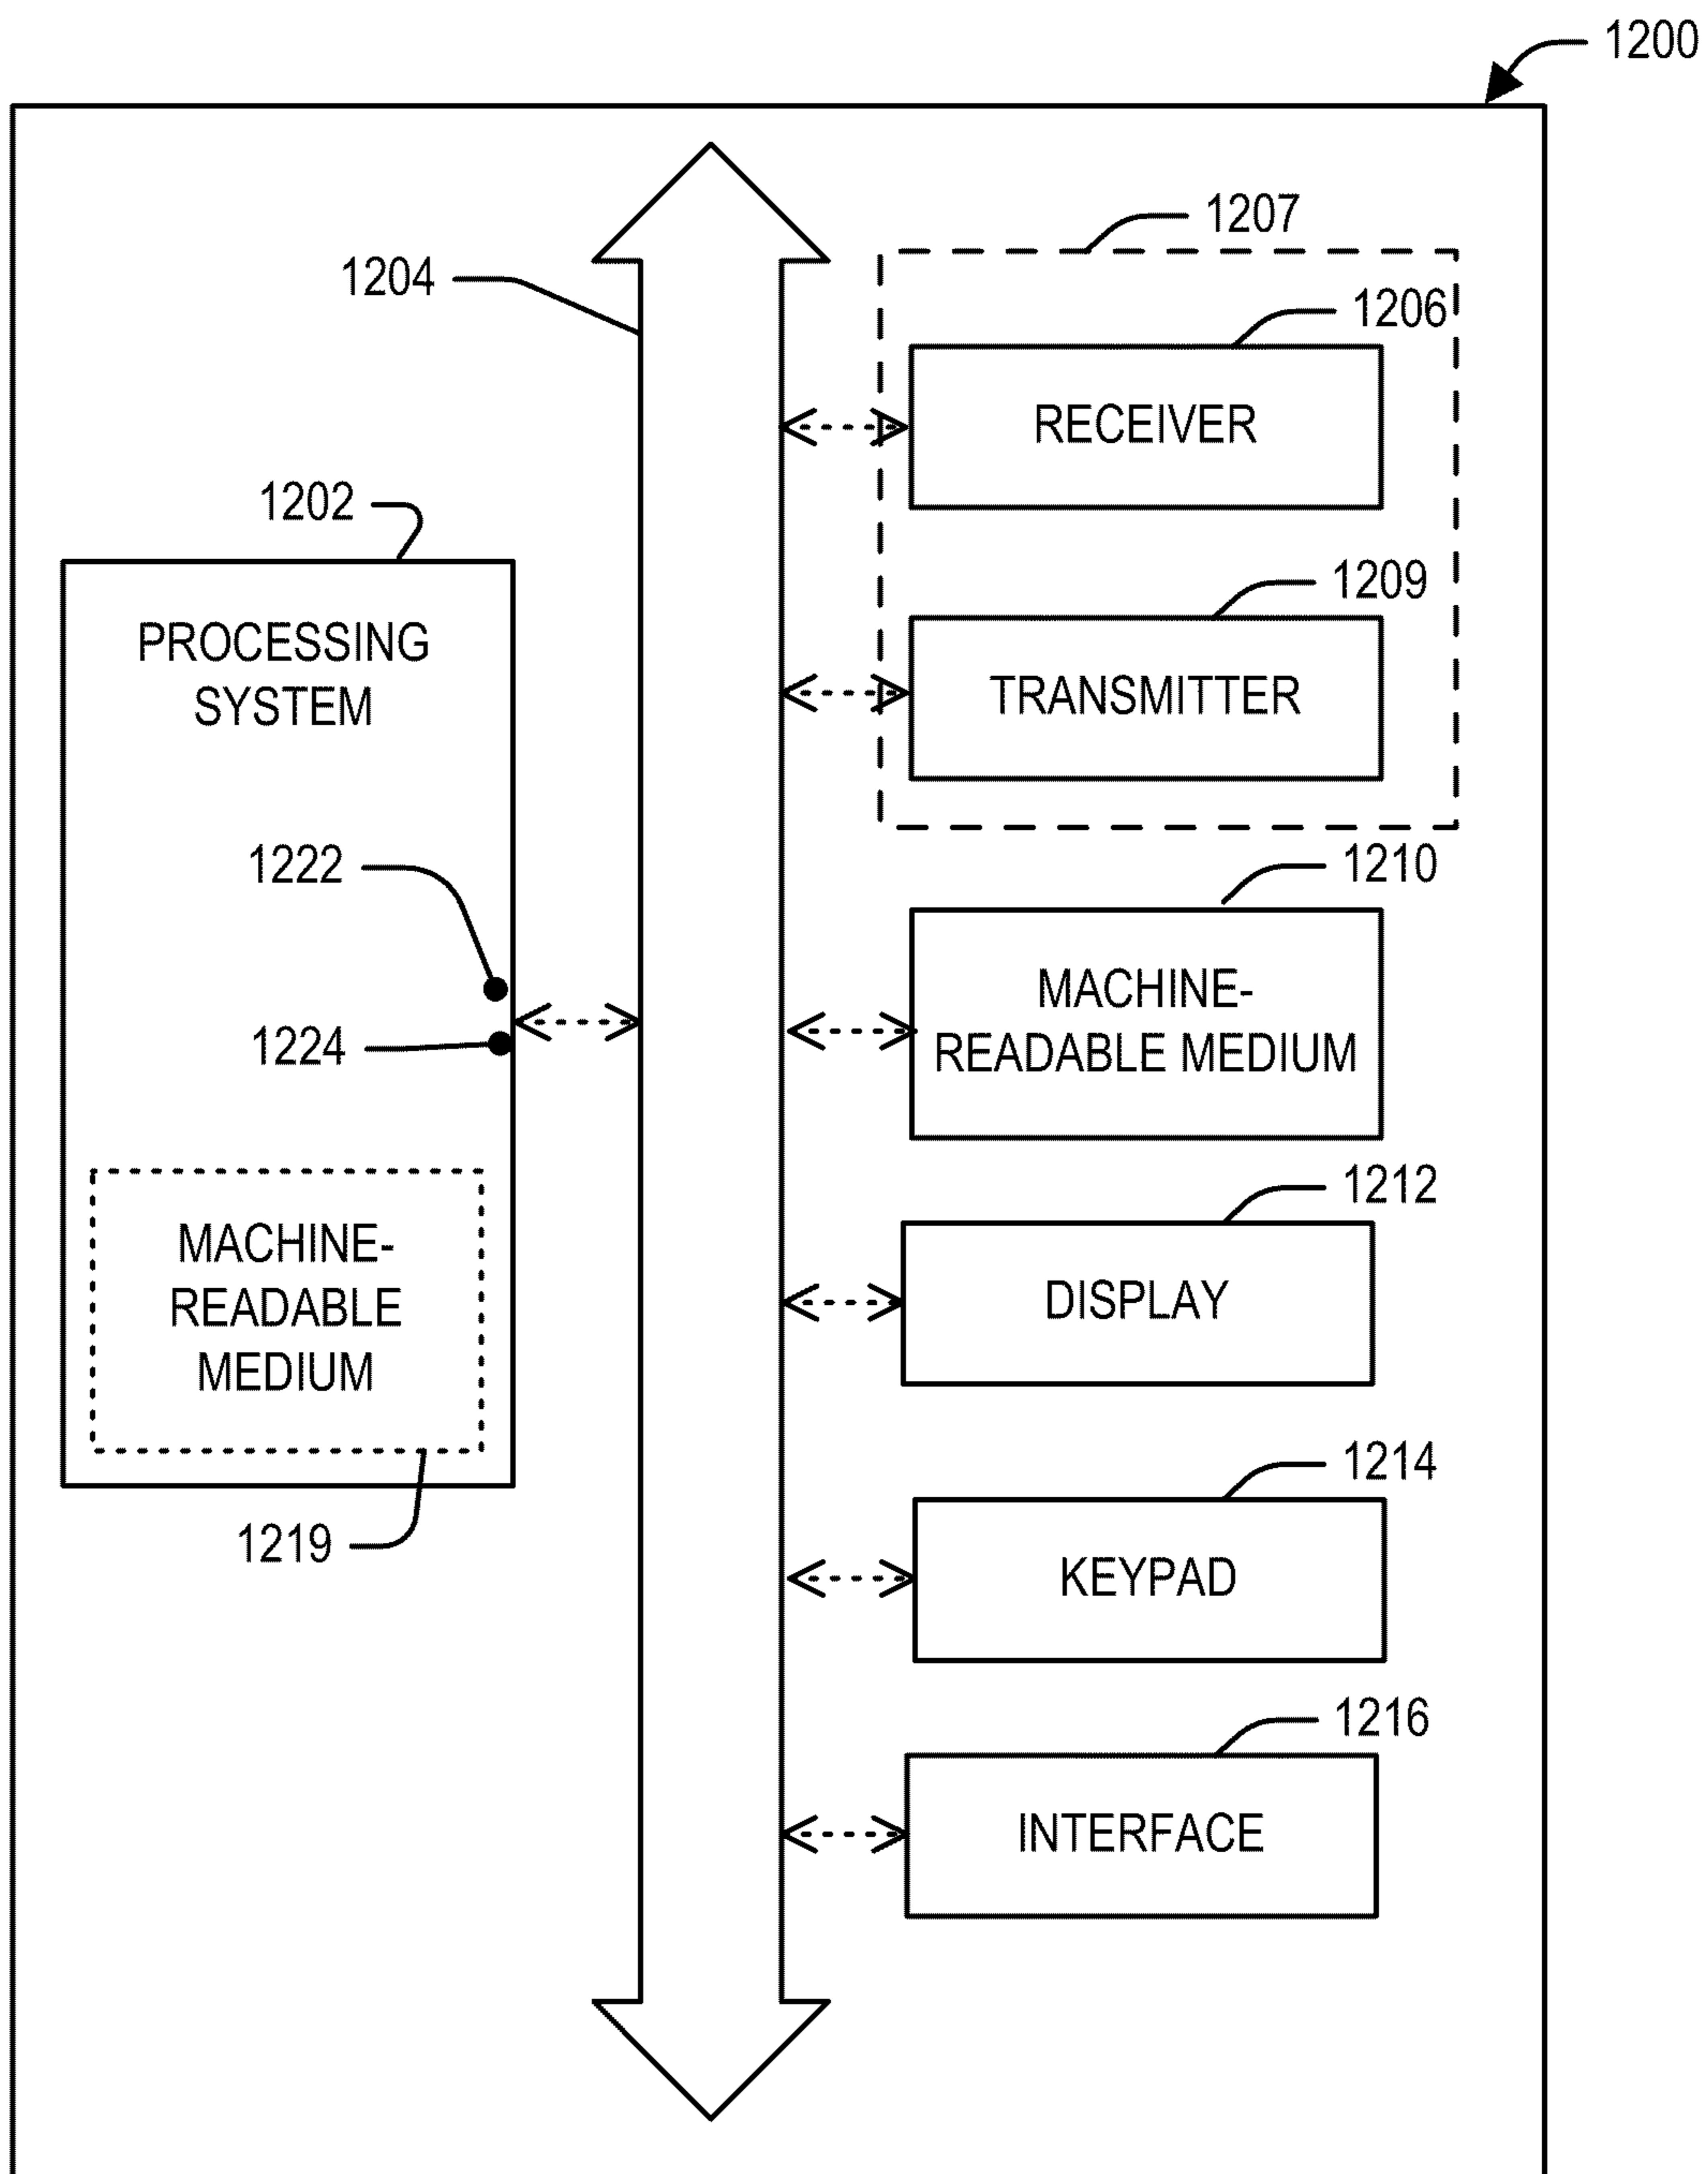 1200
1207
1204
1206
RECEIVER
1202
1209
PROCESSING
SYSTEM
TRANSMITTER
1222
1210
MACHINE-
READABLE MEDIUM
1224
1212
MACHINE-
READABLE
MEDIUM
DISPLAY
1214
1219
KEYPAD
1216
INTERFACE